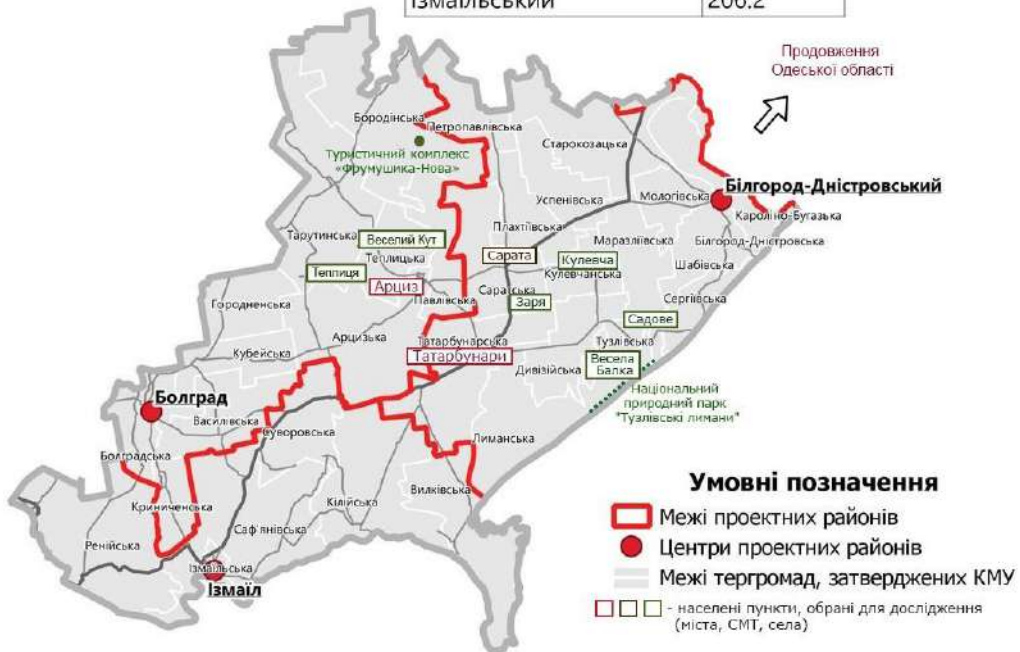 Ізмаїльський 206.2
Продовження
Одеської області
Бородінська
Петропавлівська
Туристичний комплекс
«Фрумушика-Нова»
Старокозацька
Білгород-Дністровський
Мологівська
Успенівська
Кароліно-Бугазька
Плахтіївська
Тарутинська
Веселий Кут
Маразліївська
Білгород-Дністровська
Сарата
Теплицька
Кулевча
Шабівська
Теплиця
Кулевчанська
Арциз
Саратська
Павлівська
Заря
Сергіївська
Городненська
Садове
Арцизька
Татарбунарська
Тузлівська
Кубейська
Татарбунари
Весела
Балка
Дивізійська
Національний
природний парк
"Тузлівські лимани"
Болград
Василівська
Суворовська
Лиманська
Болградська
Вилківська
Кілійська
Криниченська
Саф'янівська
Ренійська
Ізмаїльська
Ізмаїл
Умовні позначення
Межі проектних районів
Центри проектних районів
Межі тергромад, затверджених КМУ
- населені пункти, обрані для дослідження
(міста, СМТ, села)